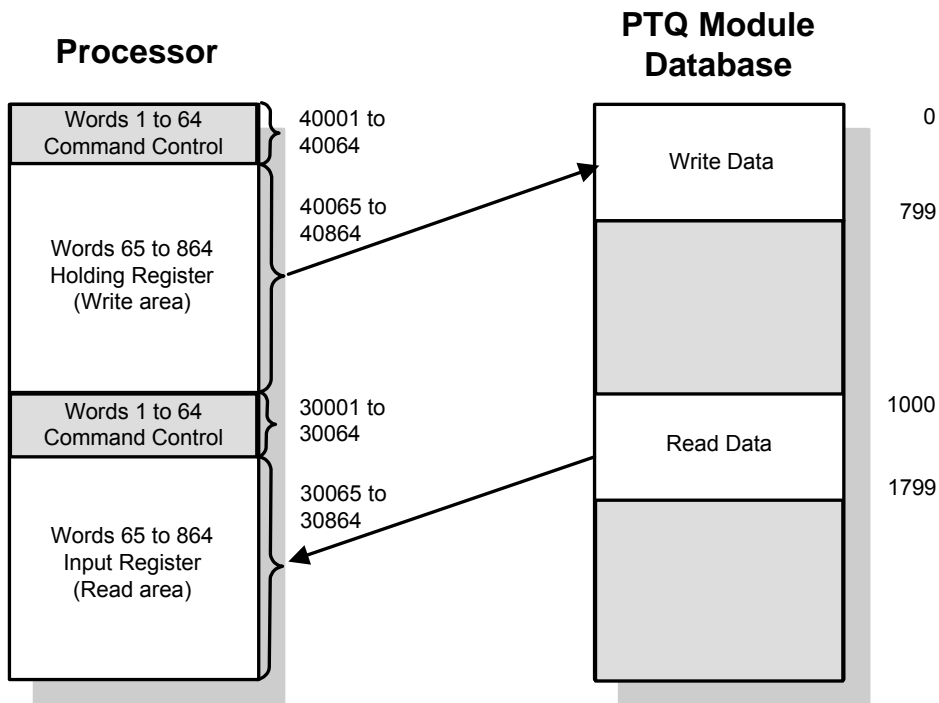 Processor
Words 1 to 64
Command Control
40001 to
40064
Words 65 to 864
Holding Register
(Write area)
40065 to
40864
Words 1 to 64
Command Control
30001 to
30064
Words 65 to 864
Input Register
(Read area)
30065 to
30864
PTQ Module
Database
Write Data
0
799
Read Data
1000
1799